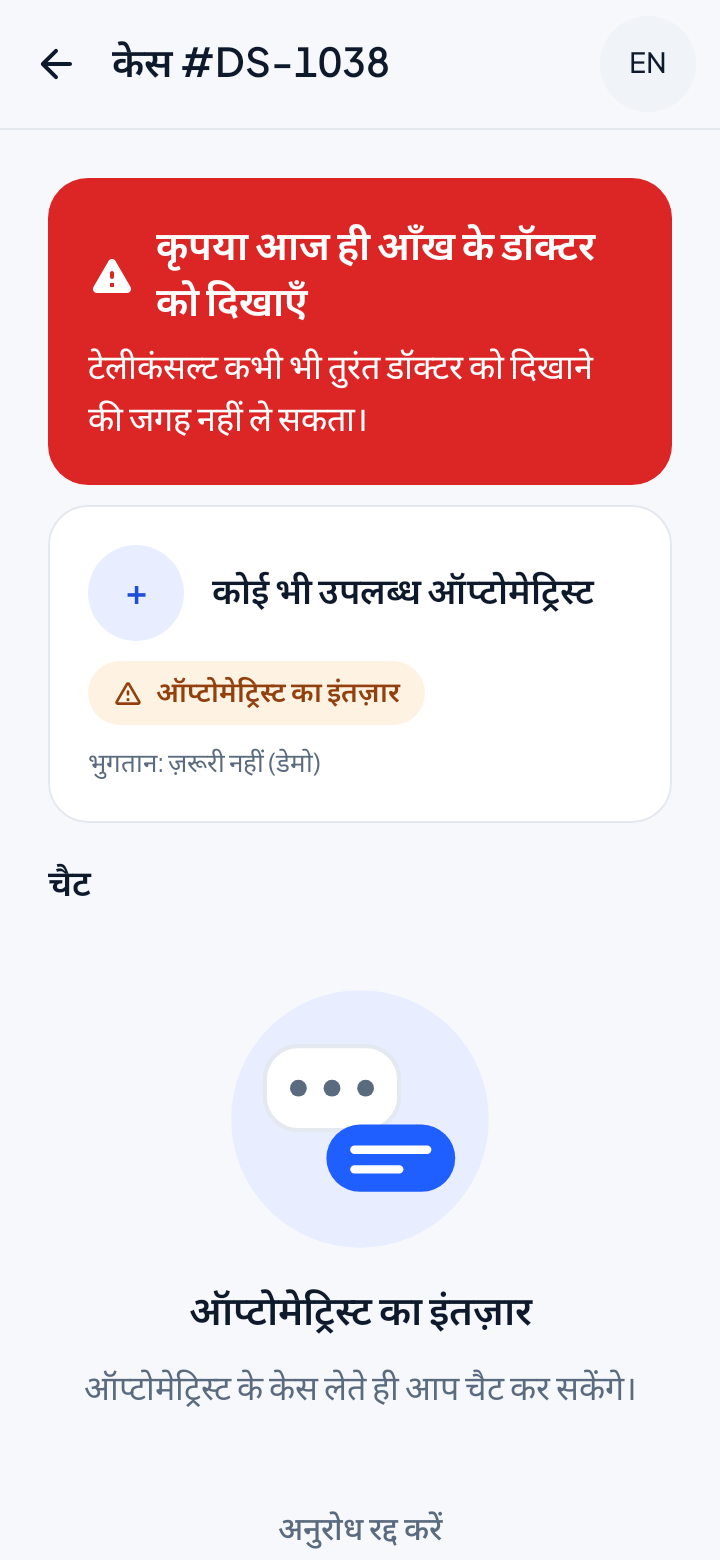 केस #DS-1038
EN
कृपया आज ही आँख के डॉक्टर
को दिखाएँ
टेलीकंसल्ट कभी भी तुरंत डॉक्टर को दिखाने
की जगह नहीं ले सकता।
+
कोई भी उपलब्ध ऑप्टोमेट्रिस्ट
ऑप्टोमेट्रिस्ट का इंतज़ार
भुगतान: ज़रूरी नहीं (डेमो)
चैट
ऑप्टोमेट्रिस्ट का इंतज़ार
ऑप्टोमेट्रिस्ट के केस लेते ही आप चैट कर सकेंगे।
अनुरोध रद्द करें